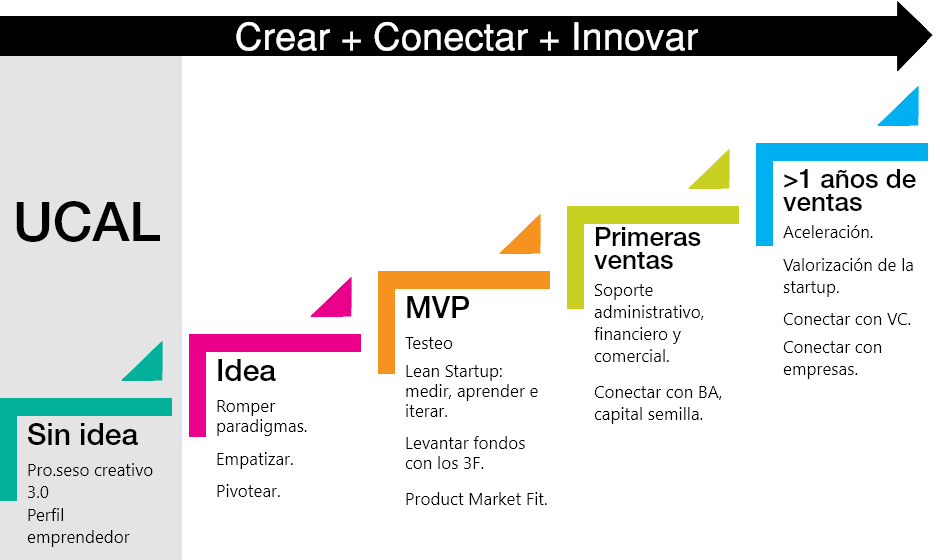 Crear + Conectar + Innovar
UCAL
Sin idea
Pro.seso creativo
3.0
Perfil
emprendedor
Idea
Romper
paradigmas.
Empatizar.
Pivotear.
MVP
Testeo
Lean Startup:
medir, aprender e
iterar.
Levantar fondos
con los 3F.
Product Market Fit.
Primeras
ventas
Soporte
administrativo,
financiero y
comercial.
Conectar con BA,
capital semilla.
>1 años de
ventas
Aceleración.
Valorización de la
startup.
Conectar con VC.
Conectar con
empresas.